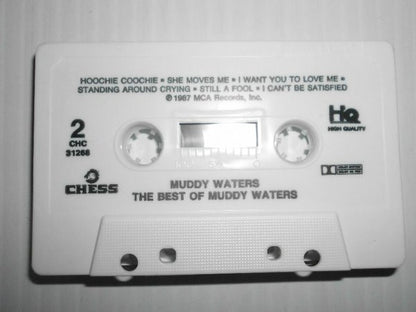 HOOCHIE COOCHIE • SHE MOVES ME • I WANT YOU TO LOVE ME •
STANDING AROUND CRYING • STILL A FOOL • I CAN'T BE SATISFIED
℗ 1987 MCA Records, Inc.
2
CHC
31268
HQ
HIGH QUALITY
CHESS
MUDDY WATERS
THE BEST OF MUDDY WATERS